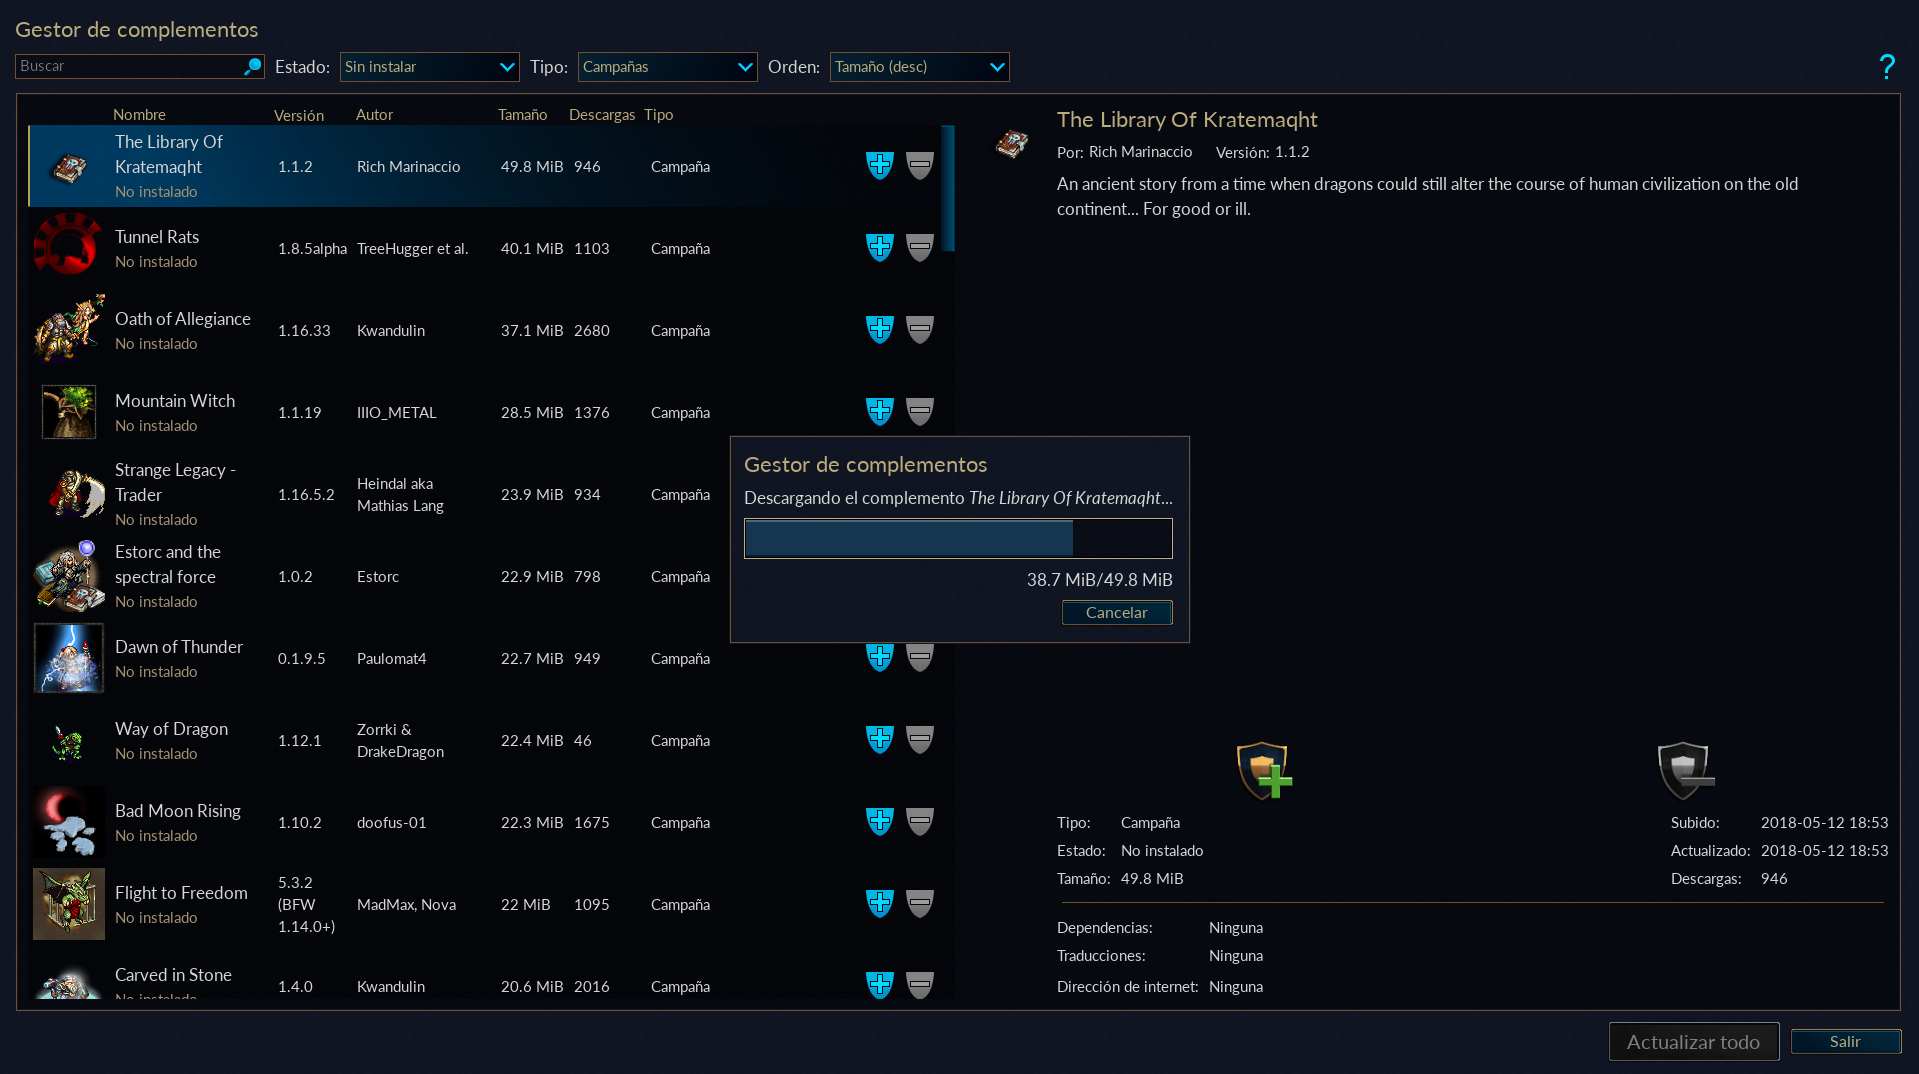 Gestor de complementos
Buscar Estado: Sin instalar Tipo: Campañas Orden: Tamaño (desc) ?
Nombre Versión Autor Tamaño Descargas Tipo
The Library Of
Kratemaqht 1.1.2 Rich Marinaccio 49.8 MiB 946 Campaña
No instalado
Tunnel Rats
1.8.5alpha TreeHugger et al. 40.1 MiB 1103 Campaña
No instalado
Oath of Allegiance
1.16.33 Kwandulin 37.1 MiB 2680 Campaña
No instalado
Mountain Witch
1.1.19 IIIO_METAL 28.5 MiB 1376 Campaña
No instalado
Strange Legacy -
Trader 1.16.5.2 Heindal aka
Mathias Lang 23.9 MiB 934 Campaña
No instalado
Estorc and the
spectral force 1.0.2 Estorc 22.9 MiB 798 Campaña
No instalado
Dawn of Thunder
0.1.9.5 Paulomat4 22.7 MiB 949 Campaña
No instalado
Way of Dragon
1.12.1 Zorrki &
DrakeDragon 22.4 MiB 46 Campaña
No instalado
Bad Moon Rising
1.10.2 doofus-01 22.3 MiB 1675 Campaña
No instalado
Flight to Freedom
5.3.2
(BFW
1.14.0+) MadMax, Nova 22 MiB 1095 Campaña
No instalado
Carved in Stone
1.4.0 Kwandulin 20.6 MiB 2016 Campaña
No instalado
The Library Of Kratemaqht
Por: Rich Marinaccio Versión: 1.1.2
An ancient story from a time when dragons could still alter the course of human civilization on the old
continent... For good or ill.
Gestor de complementos
Descargando el complemento The Library Of Kratemaqht...
38.7 MiB/49.8 MiB
Cancelar
Tipo: Campaña Subido: 2018-05-12 18:53
Estado: No instalado Actualizado: 2018-05-12 18:53
Tamaño: 49.8 MiB Descargas: 946
Dependencias: Ninguna
Traducciones: Ninguna
Dirección de internet: Ninguna
Actualizar todo Salir